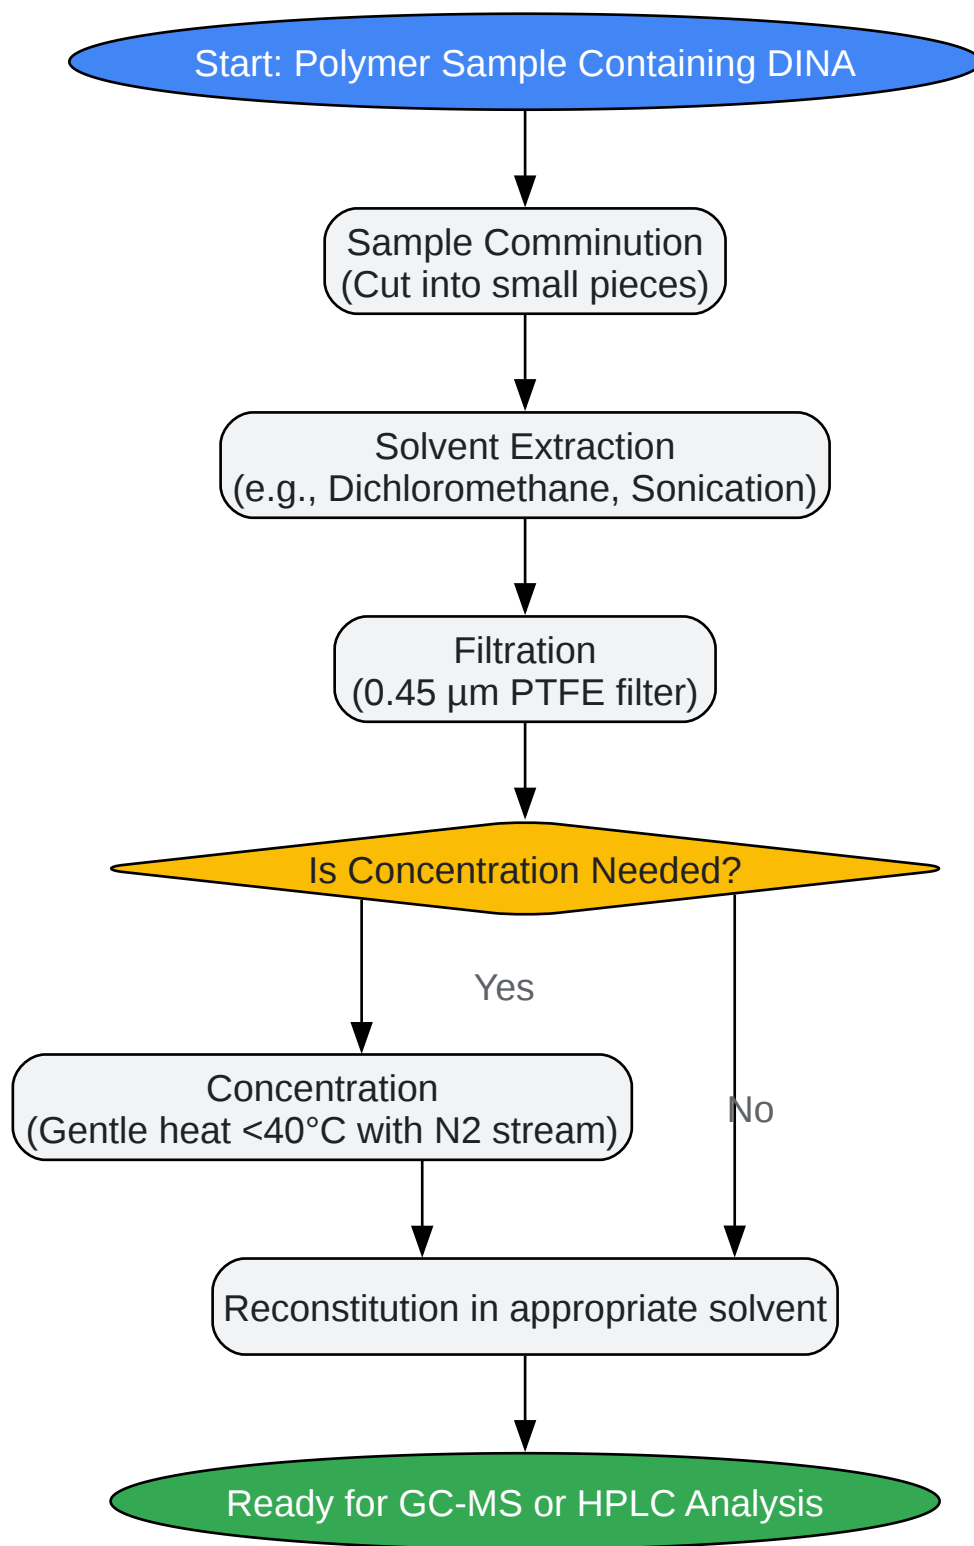 Start: Polymer Sample Containing DINA
Sample Comminution
(Cut into small pieces)
Solvent Extraction
(e.g., Dichloromethane, Sonication)
Filtration
(0.45 µm PTFE filter)
Is Concentration Needed?
Yes
Concentration
(Gentle heat <40°C with N2 stream)
No
Reconstitution in appropriate solvent
Ready for GC-MS or HPLC Analysis